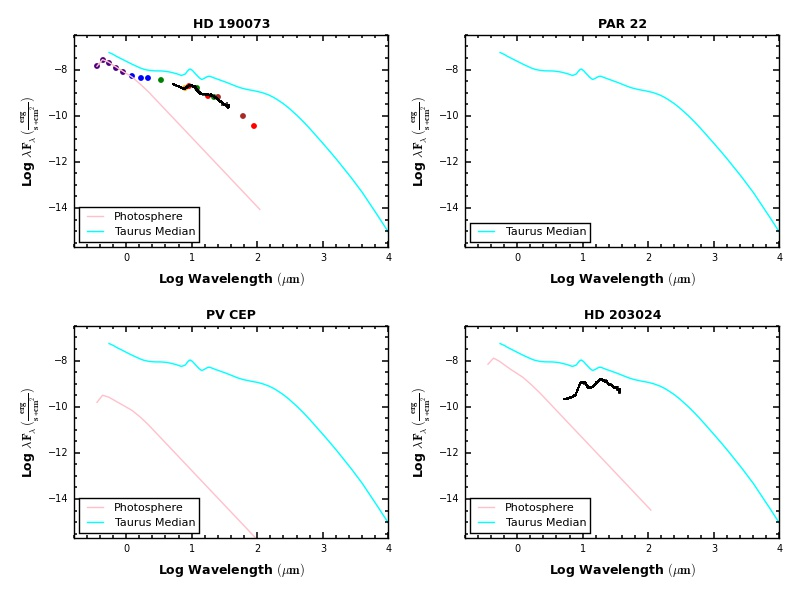 HD 190073
Log λF_λ (erg/s*cm²)
−8
−10
−12
−14
Photosphere
Taurus Median
0 1 2 3 4
Log Wavelength (μm)
PAR 22
Log λF_λ (erg/s*cm²)
−8
−10
−12
−14
Taurus Median
0 1 2 3 4
Log Wavelength (μm)
PV CEP
Log λF_λ (erg/s*cm²)
−8
−10
−12
−14
Photosphere
Taurus Median
0 1 2 3 4
Log Wavelength (μm)
HD 203024
Log λF_λ (erg/s*cm²)
−8
−10
−12
−14
Photosphere
Taurus Median
0 1 2 3 4
Log Wavelength (μm)